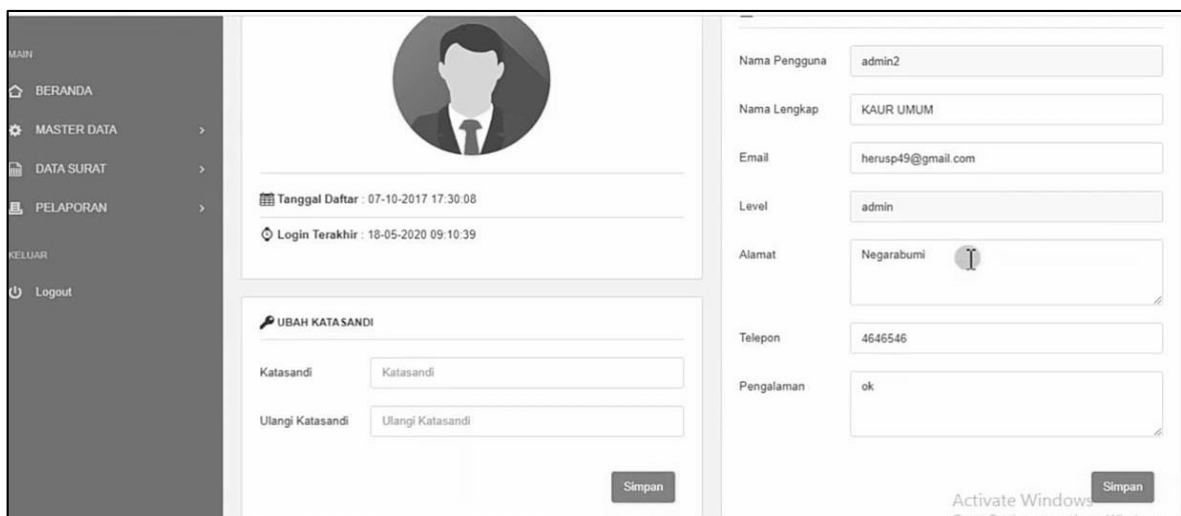 MAIN
BERANDA
MASTER DATA
DATA SURAT
PELAPORAN
KELUAR
Logout
Tanggal Daftar : 07-10-2017 17:30:08
Login Terakhir : 18-05-2020 09:10:39
UBAH KATASANDI
Katasandi Katasandi
Ulangi Katasandi Ulangi Katasandi
Simpan
Nama Pengguna admin2
Nama Lengkap KAUR UMUM
Email herusp49@gmail.com
Level admin
Alamat Negarabumi
Telepon 4646546
Pengalaman ok
Simpan
Activate Windows